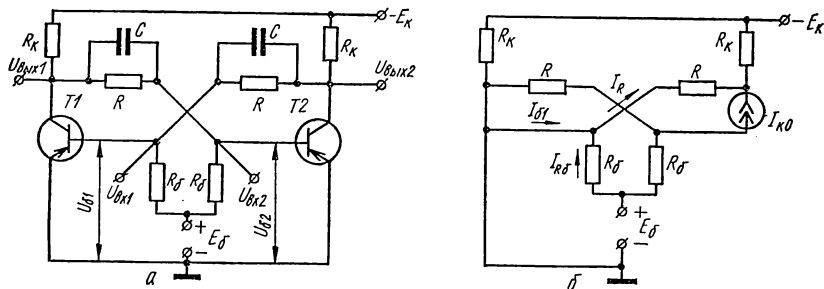 C
C
-Eк
Rк
Rк
Uвых1
R
R
Uвых2
T1
T2
Uвх1
Rб
Rб
Uвх2
Uб1
Uб2
+
Eб
-
а
-Eк
Rк
Rк
R
IR
R
Iб1
Iк0
IRб
Rб
Rб
+
Eб
-
б